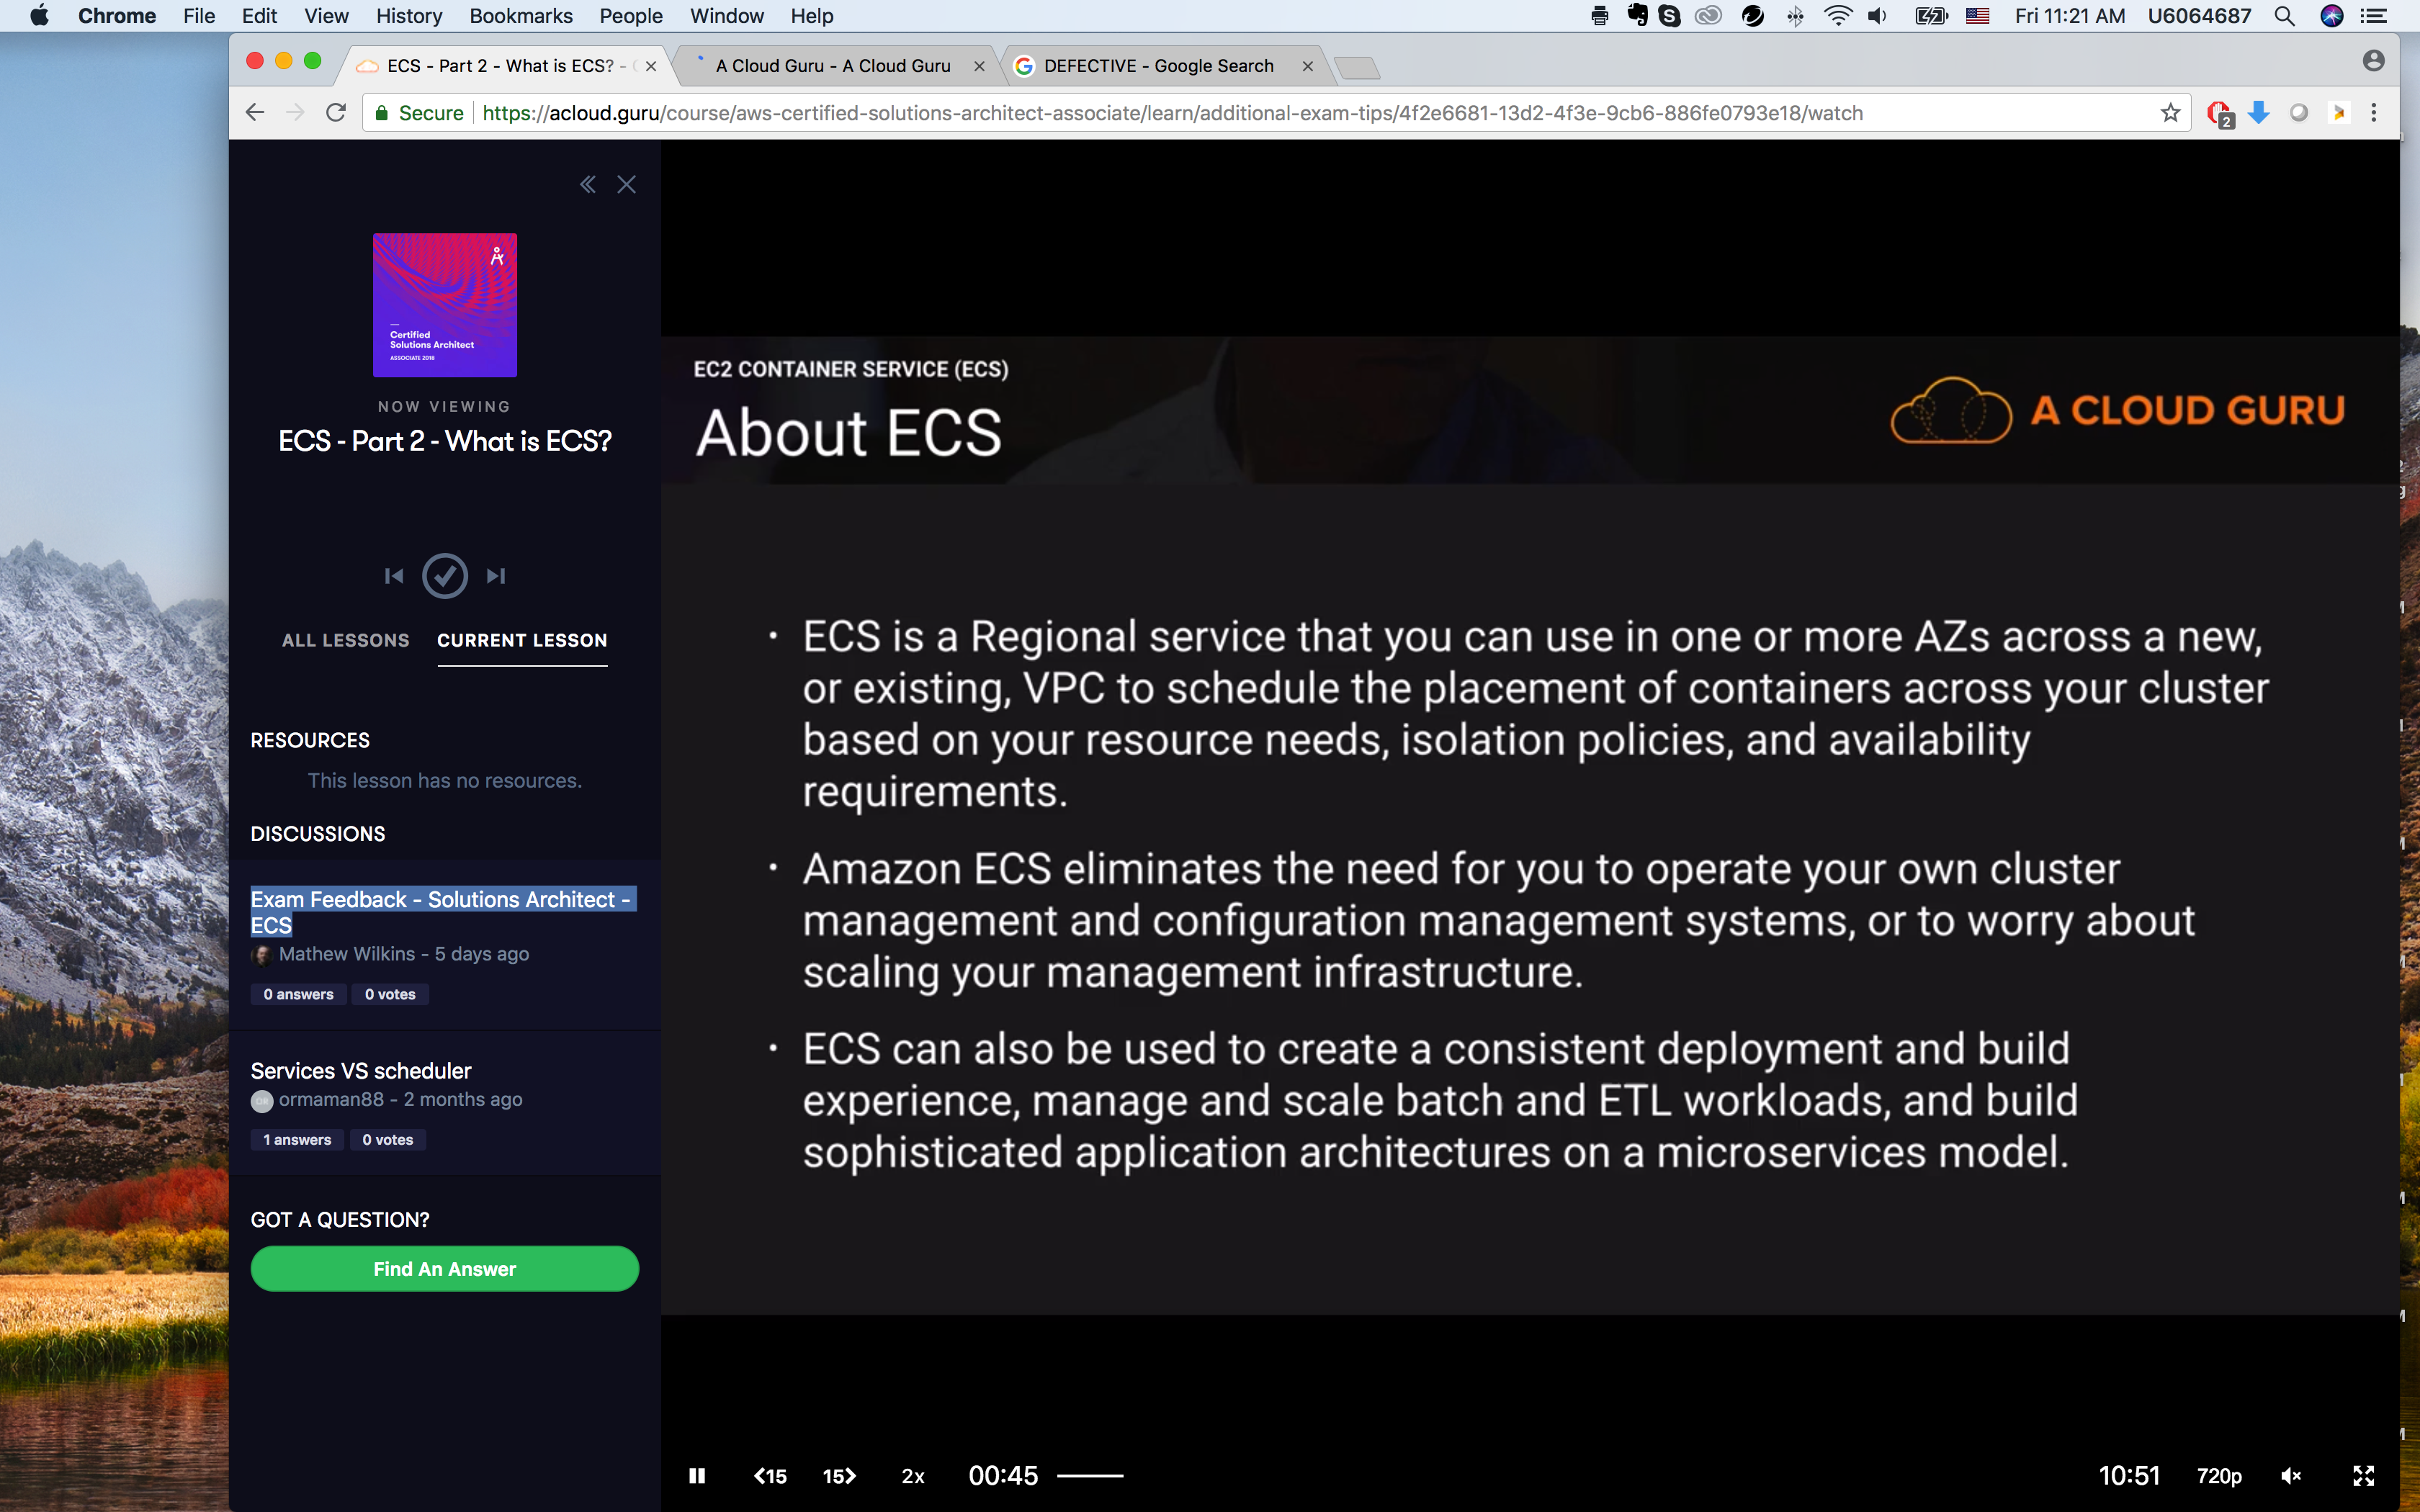 Chrome File Edit View History Bookmarks People Window Help
Fri 11:21 AM U6064687
ECS - Part 2 - What is ECS? -
A Cloud Guru - A Cloud Guru
DEFECTIVE - Google Search
Secure https://acloud.guru/course/aws-certified-solutions-architect-associate/learn/additional-exam-tips/4f2e6681-13d2-4f3e-9cb6-886fe0793e18/watch
2
Certified
Solutions Architect
ASSOCIATE 2018
NOW VIEWING
ECS - Part 2 - What is ECS?
ALL LESSONS CURRENT LESSON
RESOURCES
This lesson has no resources.
DISCUSSIONS
Exam Feedback - Solutions Architect -
ECS
Mathew Wilkins - 5 days ago
0 answers 0 votes
Services VS scheduler
ormaman88 - 2 months ago
1 answers 0 votes
GOT A QUESTION?
Find An Answer
EC2 CONTAINER SERVICE (ECS)
About ECS
A CLOUD GURU
• ECS is a Regional service that you can use in one or more AZs across a new,
or existing, VPC to schedule the placement of containers across your cluster
based on your resource needs, isolation policies, and availability
requirements.
• Amazon ECS eliminates the need for you to operate your own cluster
management and configuration management systems, or to worry about
scaling your management infrastructure.
• ECS can also be used to create a consistent deployment and build
experience, manage and scale batch and ETL workloads, and build
sophisticated application architectures on a microservices model.
<15 15> 2x 00:45
10:51 720p